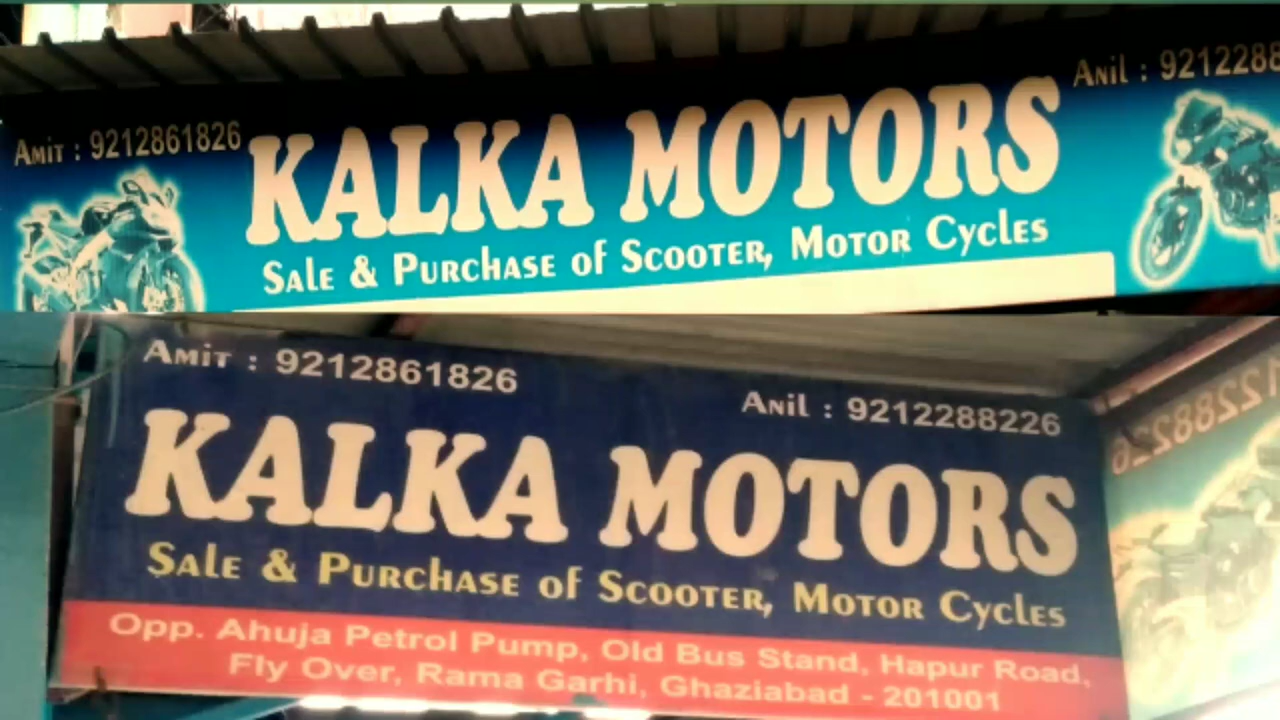 Amit : 9212861826
Anil : 921228
KALKA MOTORS
Sale & Purchase of Scooter, Motor Cycles
Amit : 9212861826
Anil : 9212288226
KALKA MOTORS
Sale & Purchase of Scooter, Motor Cycles
Opp. Ahuja Petrol Pump, Old Bus Stand, Hapur Road,
Fly Over, Rama Garhi, Ghaziabad - 201001